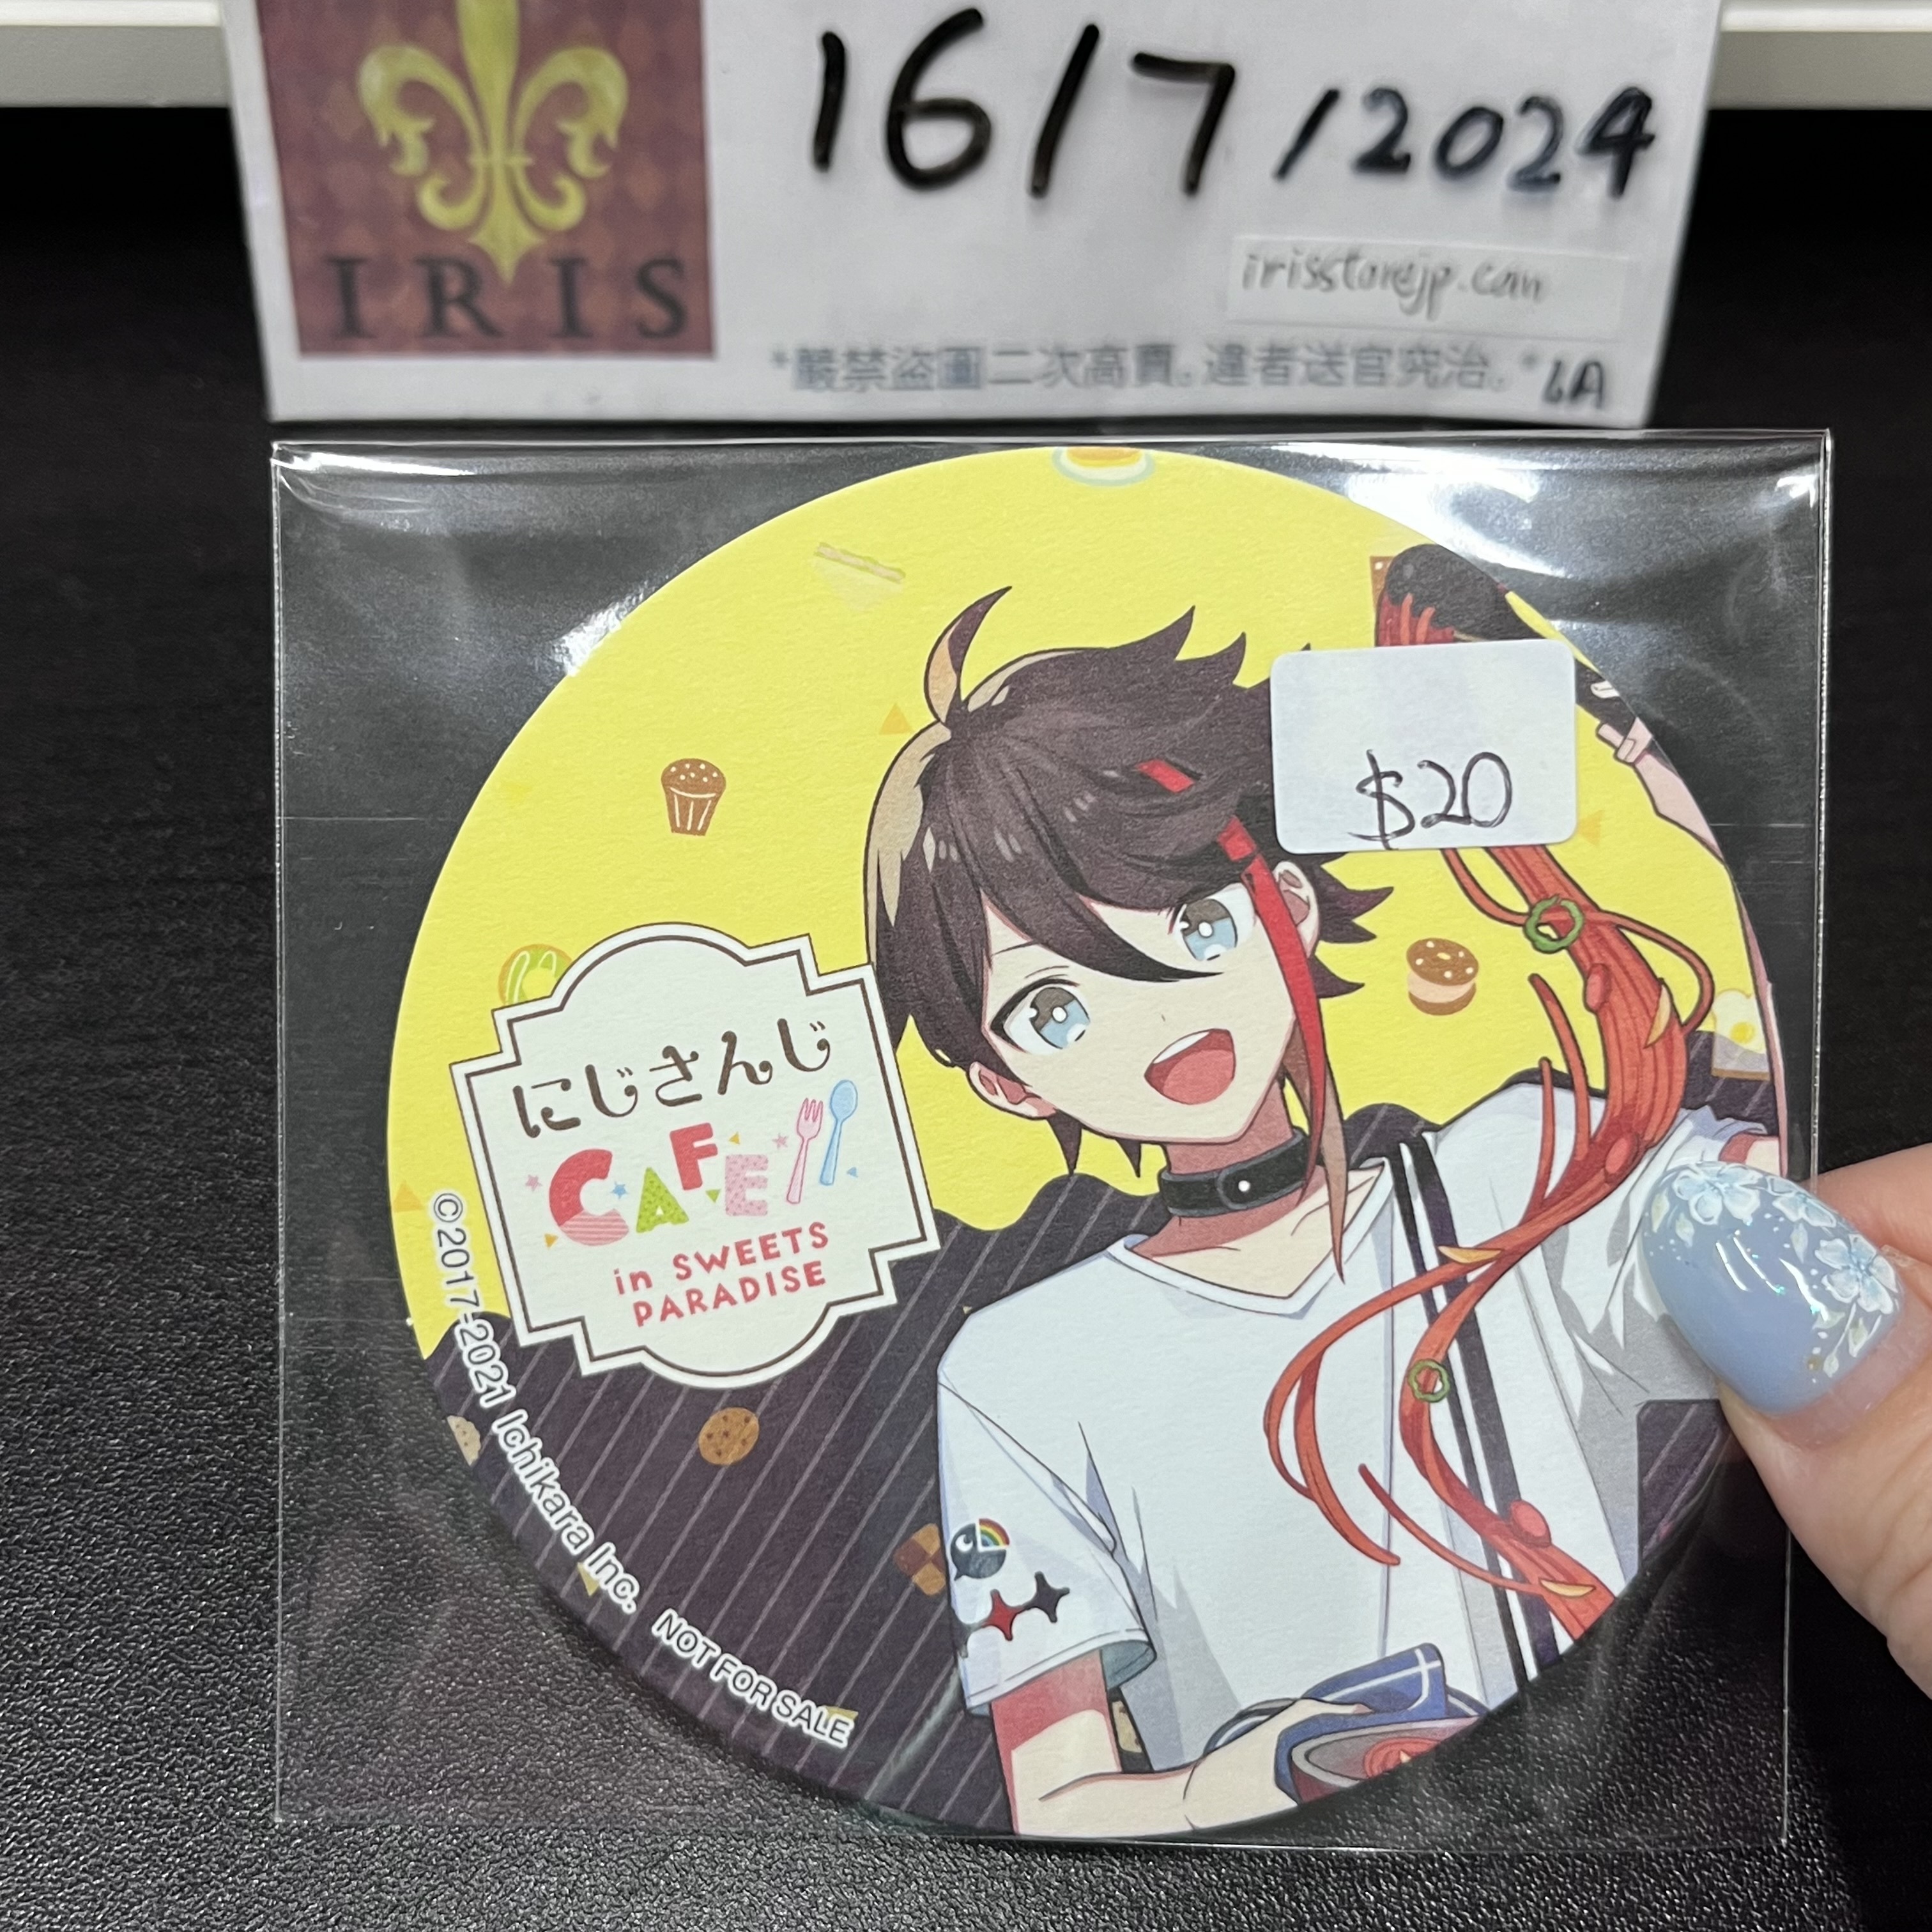 16/7/2024
IRIS
irisstorejp.com
*嚴禁盜圖二次高賣。違者送官究治。*
6A
$20
にじさんじ
CAFE
in SWEETS
PARADISE
©2017-2021 Ichikara Inc.
NOT FOR SALE